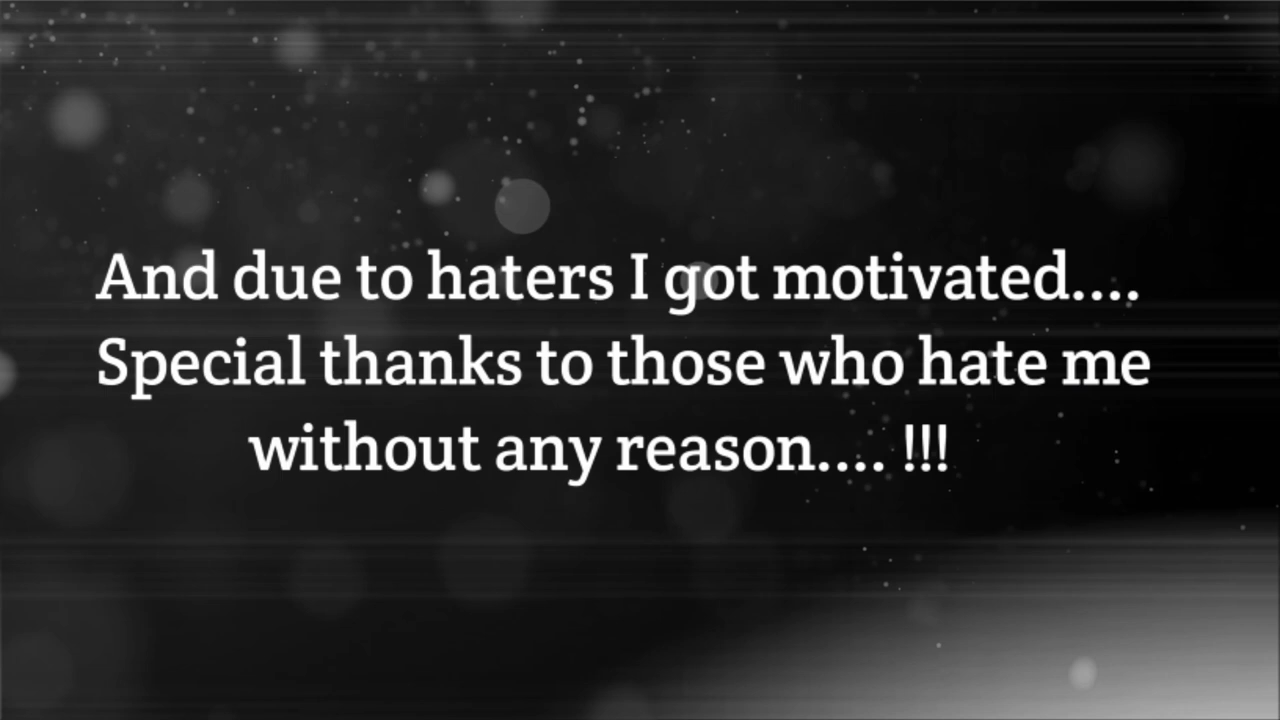 And due to haters I got motivated....
Special thanks to those who hate me
without any reason.... !!!